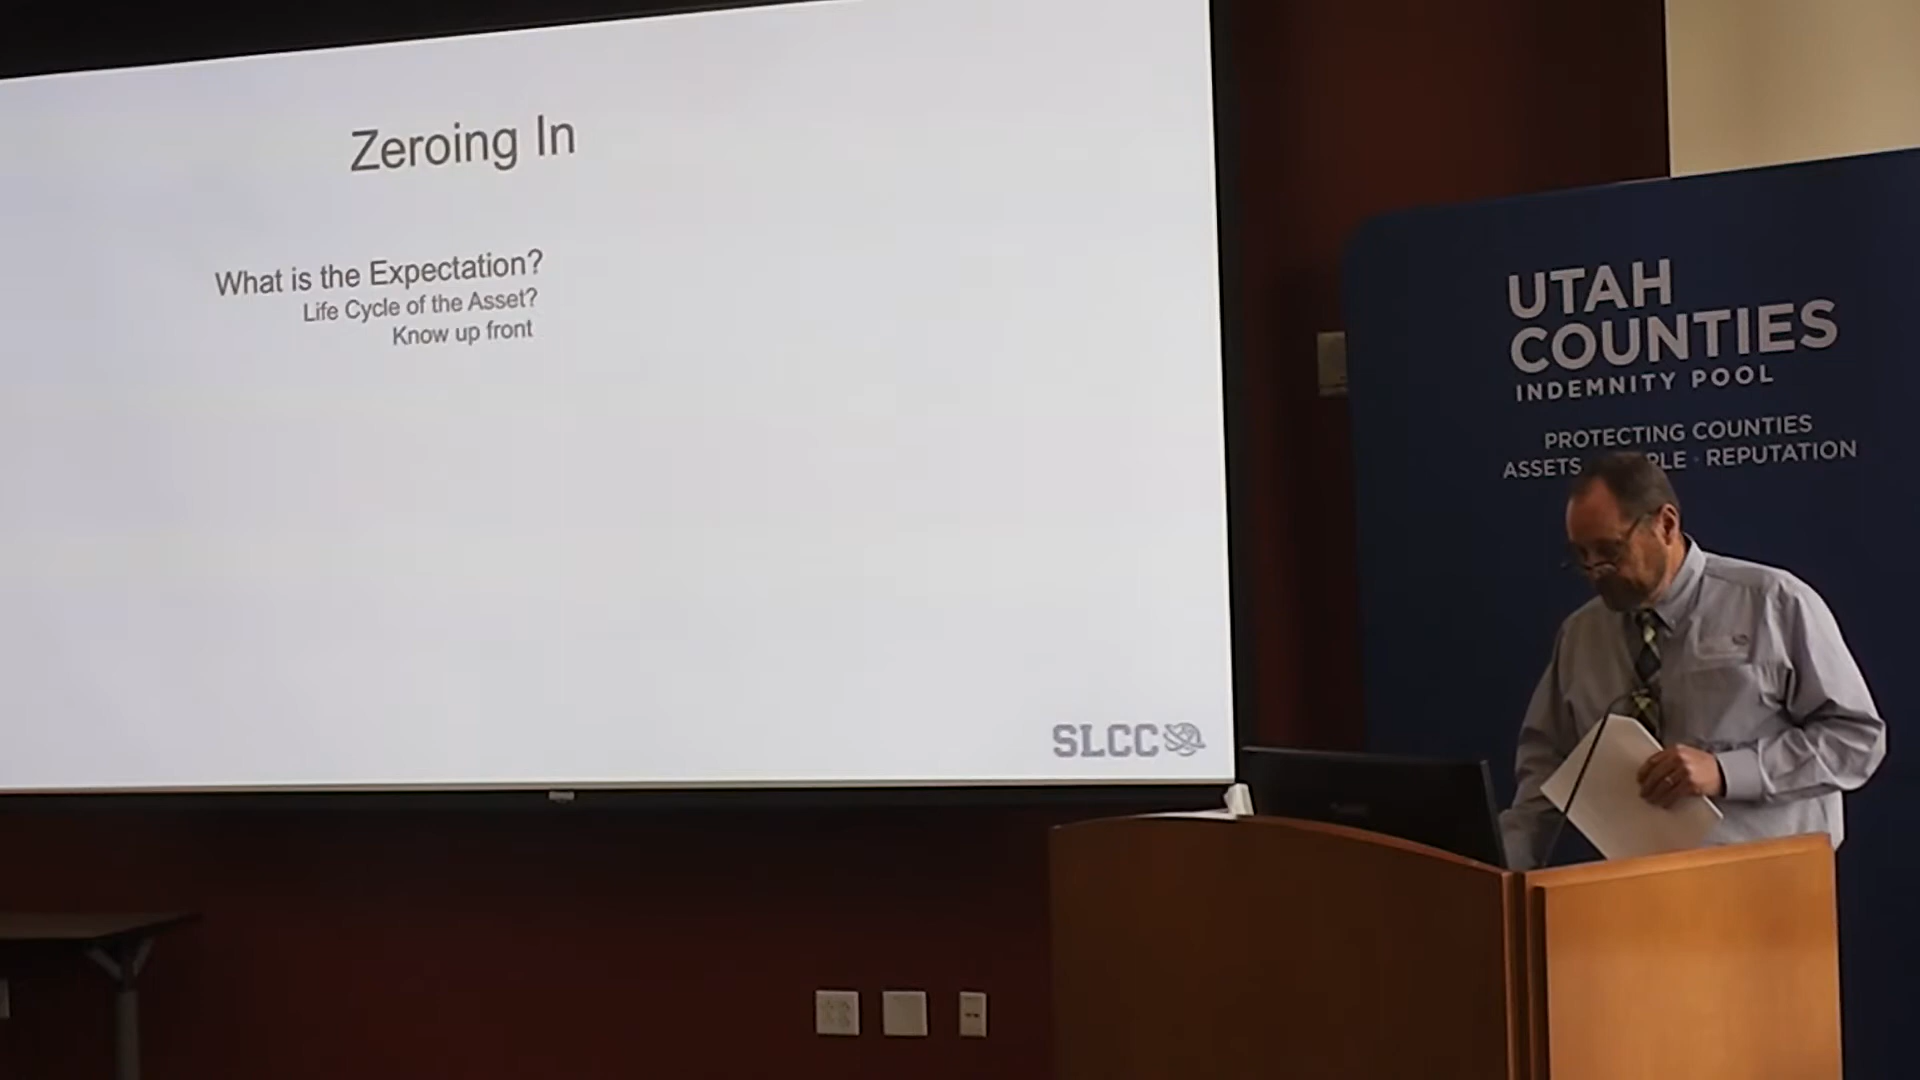 Zeroing In
What is the Expectation?
Life Cycle of the Asset?
Know up front
SLCC
UTAH
COUNTIES
INDEMNITY POOL
PROTECTING COUNTIES
ASSETS · REPUTATION